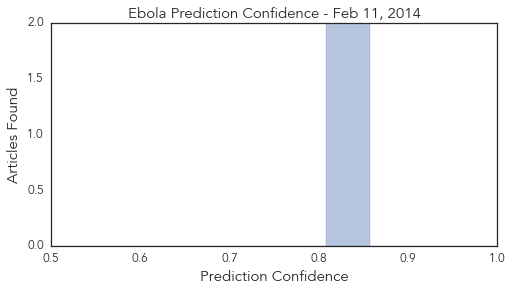 Ebola Prediction Confidence - Feb 11, 2014
2.0
1.5
1.0
0.5
0.0
Articles Found
0.5 0.6 0.7 0.8 0.9 1.0
Prediction Confidence